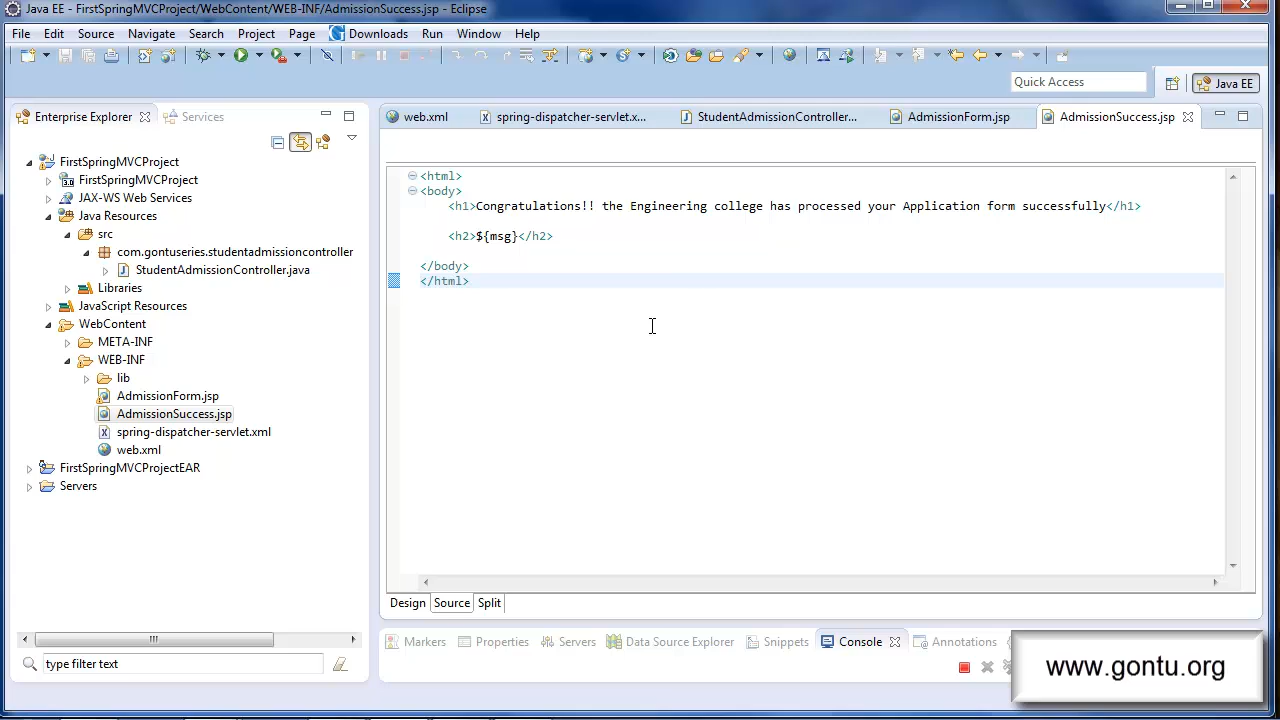 Java EE - FirstSpringMVCProject/WebContent/WEB-INF/AdmissionSuccess.jsp - Eclipse
File Edit Source Navigate Search Project Page Downloads Run Window Help
Quick Access Java EE
Enterprise Explorer Services
web.xml spring-dispatcher-servlet.x... StudentAdmissionController... AdmissionForm.jsp AdmissionSuccess.jsp
FirstSpringMVCProject
FirstSpringMVCProject
JAX-WS Web Services
Java Resources
src
com.gontuseries.studentadmissioncontroller
StudentAdmissionController.java
Libraries
JavaScript Resources
WebContent
META-INF
WEB-INF
lib
AdmissionForm.jsp
AdmissionSuccess.jsp
spring-dispatcher-servlet.xml
web.xml
FirstSpringMVCProjectEAR
Servers
type filter text
<html>
<body>
<h1>Congratulations!! the Engineering college has processed your Application form successfully</h1>
<h2>${msg}</h2>
</body>
</html>
Design Source Split
Markers Properties Servers Data Source Explorer Snippets Console Annotations
www.gontu.org